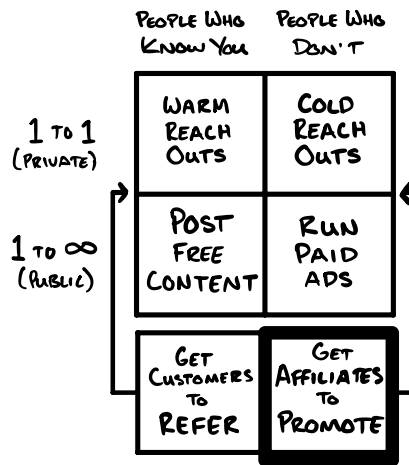 People Who
Know You
People Who
Don't
1 to 1
(Private)
Warm
Reach
Outs
Cold
Reach
Outs
1 to ∞
(Public)
Post
Free
Content
Run
Paid
Ads
Get
Customers
to
Refer
Get
Affiliates
to
Promote